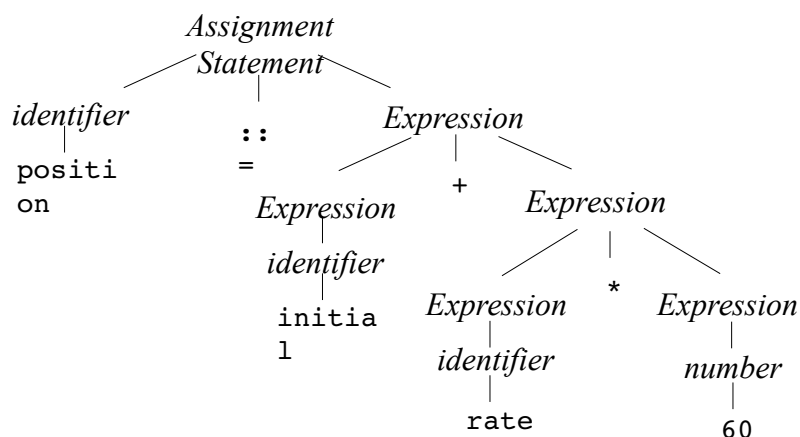 Assignment
Statement
identifier
::
=
Expression
positi
on
Expression
+
Expression
identifier
initia
l
Expression
*
Expression
identifier
number
rate
60